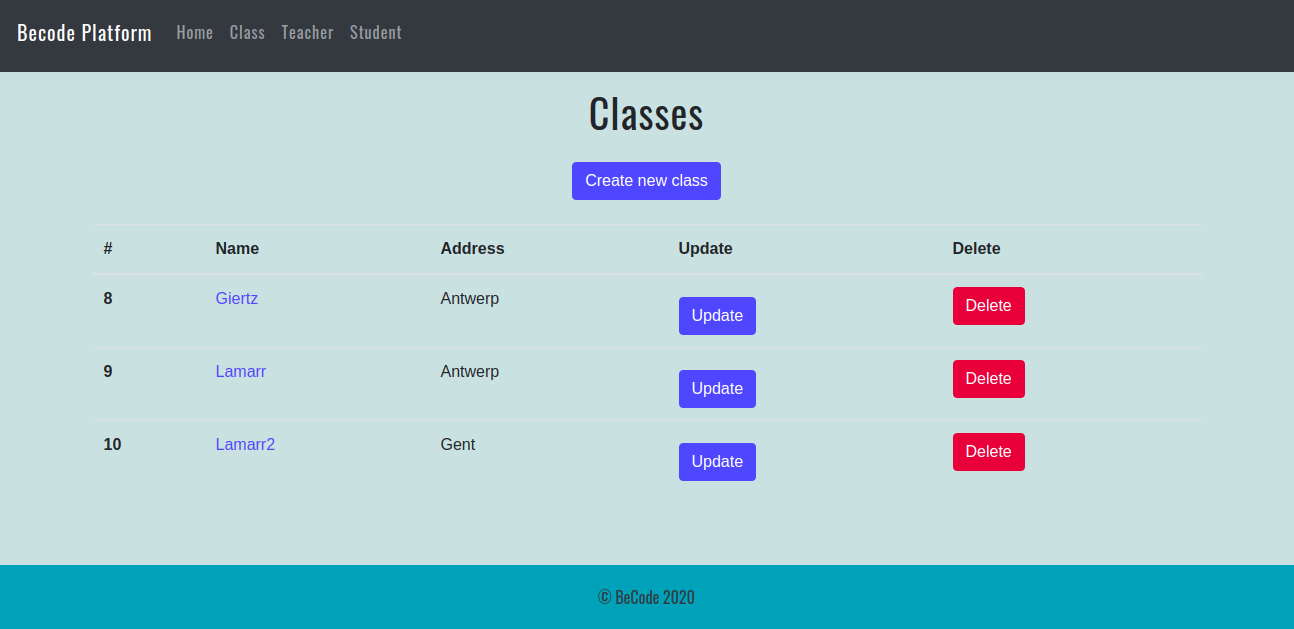 Becode Platform Home Class Teacher Student
Classes
Create new class
# Name Address Update Delete
8 Giertz Antwerp Update Delete
9 Lamarr Antwerp Update Delete
10 Lamarr2 Gent Update Delete
© BeCode 2020